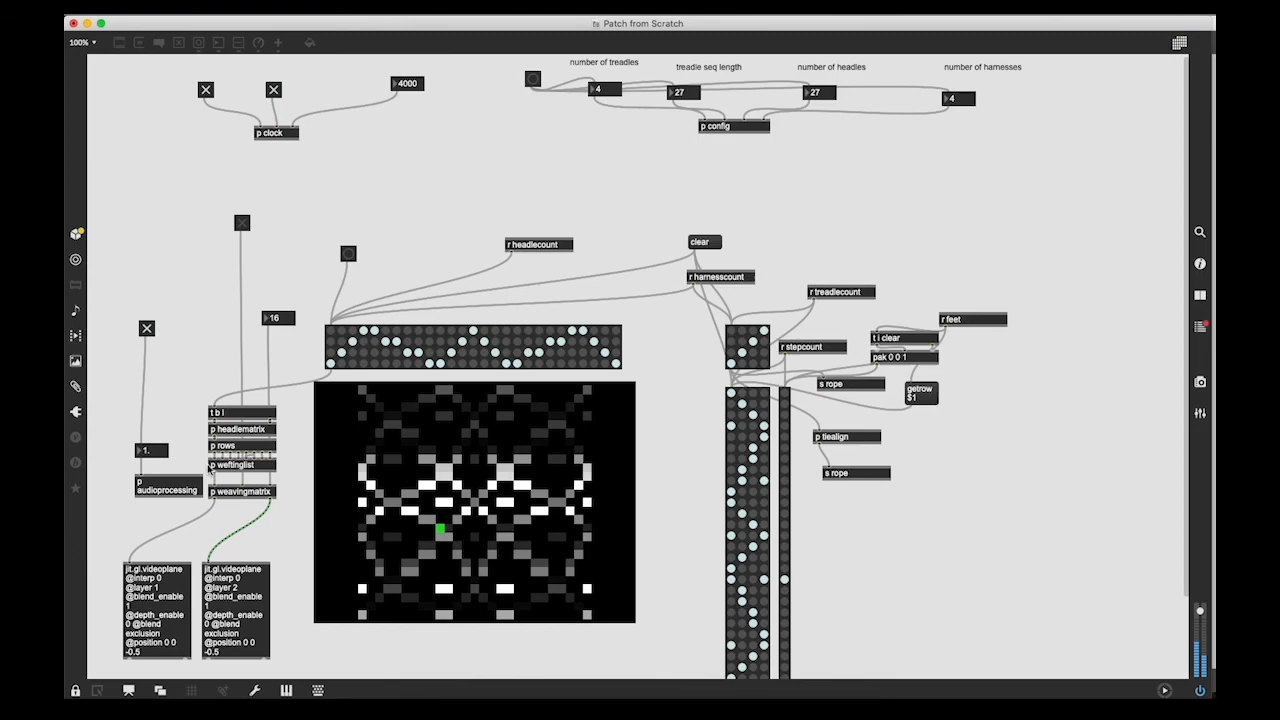 Patch from Scratch
100%
number of treadles
treadle seq length
number of headles
number of harnesses
4000
4
27
27
4
p clock
p config
r headlecount
clear
r harnesscount
r treadlecount
16
r feet
t i clear
r stepcount
pak 0 0 1
s rope
getrow
$1
t b l
p headlematrix
p rows
p weftinglist
p tiealign
1.
s rope
p
audioprocessing
p weavingmatrix
jit.gl.videoplane
@interp 0
@layer 1
@blend_enable
1
@depth_enable
0 @blend
exclusion
@position 0 0
-0.5
jit.gl.videoplane
@interp 0
@layer 2
@blend_enable
1
@depth_enable
0 @blend
exclusion
@position 0 0
-0.5